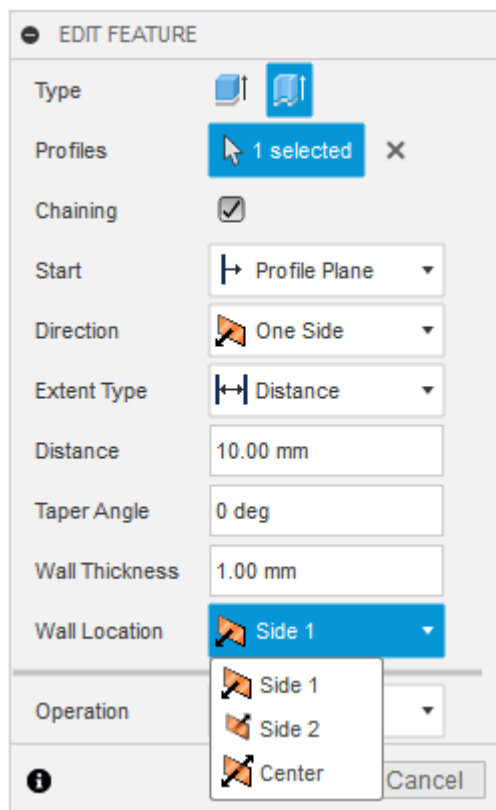 EDIT FEATURE
Type
Profiles 1 selected
Chaining
Start Profile Plane
Direction One Side
Extent Type Distance
Distance 10.00 mm
Taper Angle 0 deg
Wall Thickness 1.00 mm
Wall Location Side 1
Side 1
Operation
Side 2
Center
Cancel